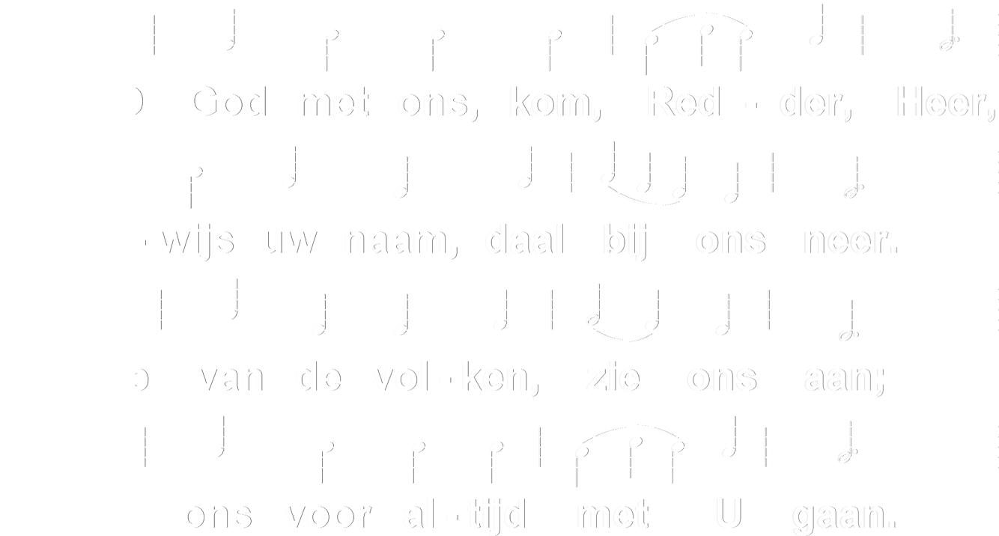 O God met ons, kom, Red - der, Heer,
- wijs uw naam, daal bij ons neer.
van de vol - ken, zie ons aan;
ons voor al - tijd met U gaan.